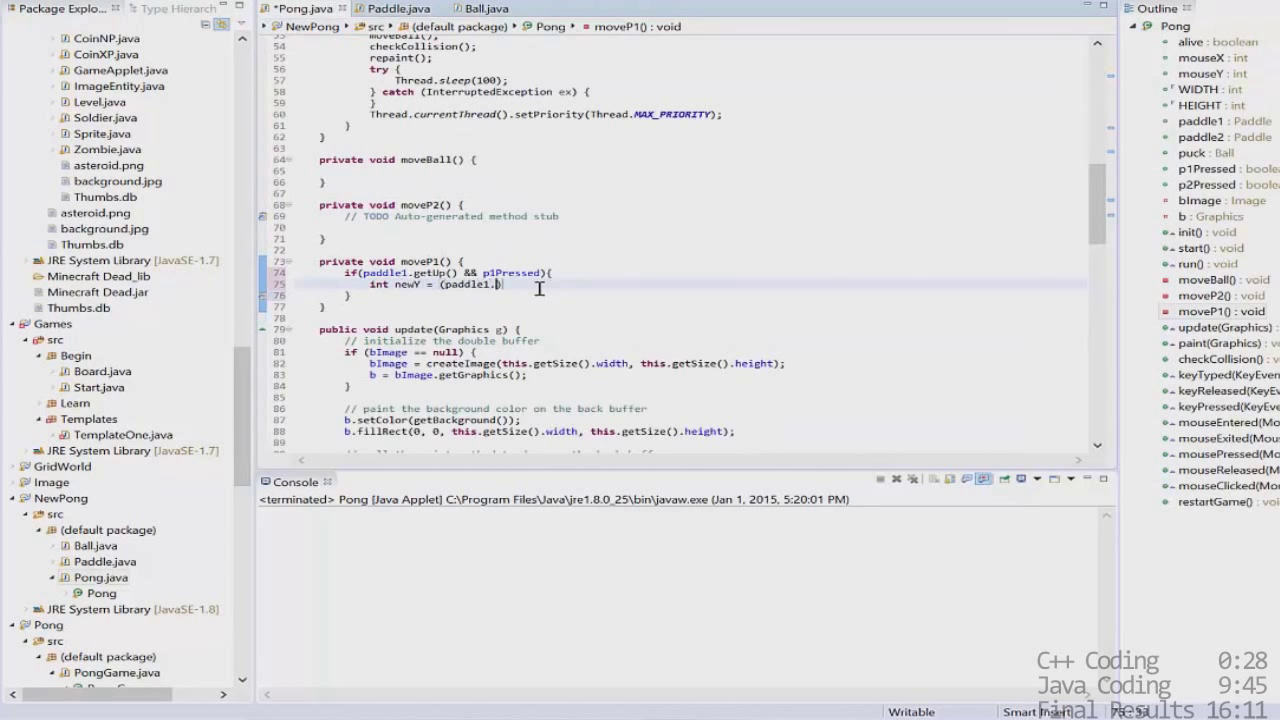 Package Explo...
Type Hierarch
*Pong.java
Paddle.java
Ball.java
Outline
NewPong
src
(default package)
Pong
moveP1() : void
CoinNP.java
CoinXP.java
GameApplet.java
ImageEntity.java
Level.java
Soldier.java
Sprite.java
Zombie.java
asteroid.png
background.jpg
Thumbs.db
asteroid.png
background.jpg
Thumbs.db
JRE System Library [JavaSE-1.7]
Minecraft Dead_lib
Minecraft Dead.jar
Thumbs.db
Games
src
Begin
Board.java
Start.java
Learn
Templates
TemplateOne.java
JRE System Library [JavaSE-1.7]
GridWorld
Image
NewPong
src
(default package)
Ball.java
Paddle.java
Pong.java
Pong
JRE System Library [JavaSE-1.8]
Pong
src
(default package)
PongGame.java
53 moveBall();
54 checkCollision();
55 repaint();
56 try {
57 Thread.sleep(100);
58 } catch (InterruptedException ex) {
59 }
60 Thread.currentThread().setPriority(Thread.MAX_PRIORITY);
61 }
62 }
63
64 private void moveBall() {
65
66 }
67
68 private void moveP2() {
69 // TODO Auto-generated method stub
70
71 }
72
73 private void moveP1() {
74 if(paddle1.getUp() && p1Pressed){
75 int newY = (paddle1.)
76 }
77 }
78
79 public void update(Graphics g) {
80 // initialize the double buffer
81 if (bImage == null) {
82 bImage = createImage(this.getSize().width, this.getSize().height);
83 b = bImage.getGraphics();
84 }
85
86 // paint the background color on the back buffer
87 b.setColor(getBackground());
88 b.fillRect(0, 0, this.getSize().width, this.getSize().height);
89
Console
<terminated> Pong [Java Applet] C:\Program Files\Java\jre1.8.0_25\bin\javaw.exe (Jan 1, 2015, 5:20:01 PM)
Pong
alive : boolean
mouseX : int
mouseY : int
WIDTH : int
HEIGHT : int
paddle1 : Paddle
paddle2 : Paddle
puck : Ball
p1Pressed : boolean
p2Pressed : boolean
bImage : Image
b : Graphics
init() : void
start() : void
run() : void
moveBall() : void
moveP2() : void
moveP1() : void
update(Graphics) : void
paint(Graphics) : void
checkCollision() : void
keyTyped(KeyEven
keyReleased(KeyEve
keyPressed(KeyEven
mouseEntered(Mou
mouseExited(Mous
mousePressed(Mou
mouseReleased(Mo
mouseClicked(Mou
restartGame() : void
C++ Coding 0:28
Java Coding 9:45
Final Results 16:11
Writable
Smart Insert